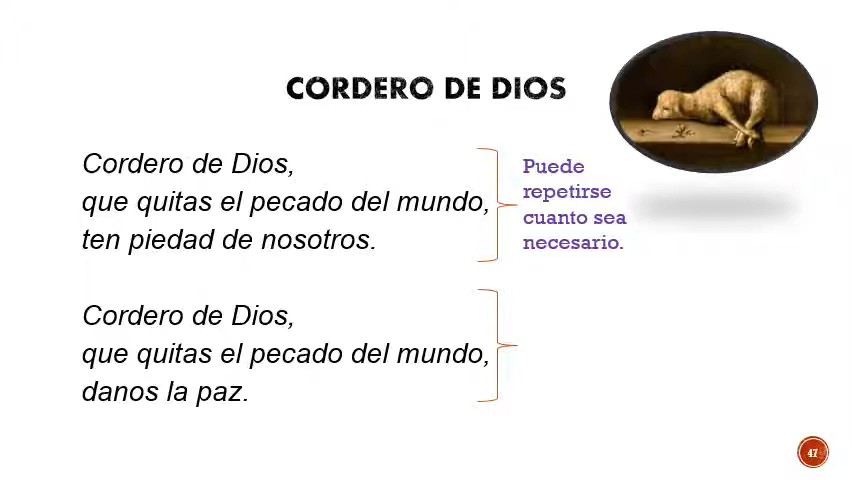 CORDERO DE DIOS
Cordero de Dios,
que quitas el pecado del mundo,
ten piedad de nosotros.
Puede
repetirse
cuanto sea
necesario.
Cordero de Dios,
que quitas el pecado del mundo,
danos la paz.
47